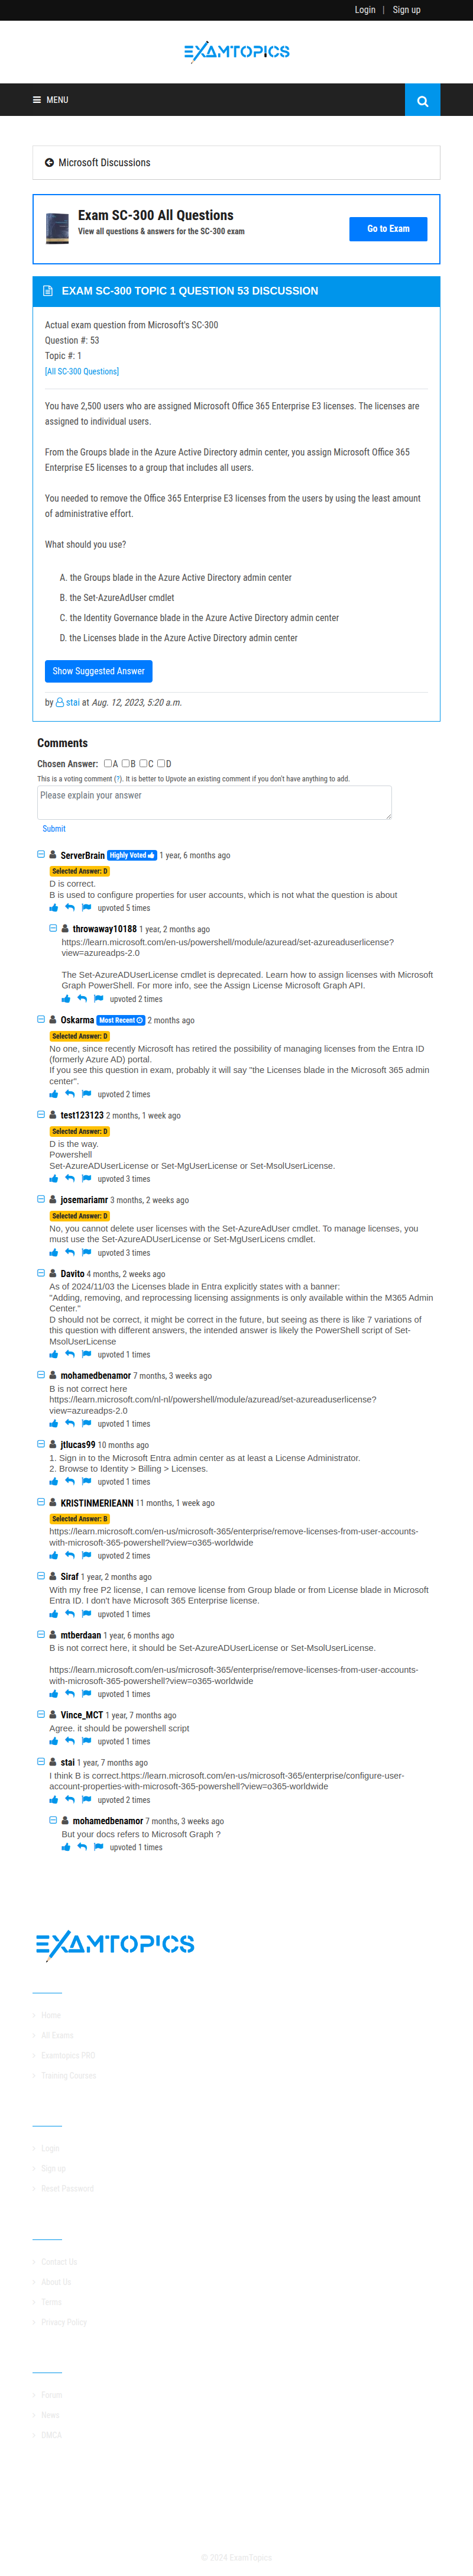 Login | Sign up
EXAMTOPICS
MENU
Microsoft Discussions
Exam SC-300 All Questions
View all questions & answers for the SC-300 exam
Go to Exam
EXAM SC-300 TOPIC 1 QUESTION 53 DISCUSSION
Actual exam question from Microsoft's SC-300
Question #: 53
Topic #: 1
[All SC-300 Questions]
You have 2,500 users who are assigned Microsoft Office 365 Enterprise E3 licenses. The licenses are
assigned to individual users.
From the Groups blade in the Azure Active Directory admin center, you assign Microsoft Office 365
Enterprise E5 licenses to a group that includes all users.
You needed to remove the Office 365 Enterprise E3 licenses from the users by using the least amount
of administrative effort.
What should you use?
A. the Groups blade in the Azure Active Directory admin center
B. the Set-AzureAdUser cmdlet
C. the Identity Governance blade in the Azure Active Directory admin center
D. the Licenses blade in the Azure Active Directory admin center
Show Suggested Answer
by stai at Aug. 12, 2023, 5:20 a.m.
Comments
Chosen Answer: A B C D
This is a voting comment (?). It is better to Upvote an existing comment if you don't have anything to add.
Please explain your answer
Submit
ServerBrain Highly Voted 1 year, 6 months ago
Selected Answer: D
D is correct.
B is used to configure properties for user accounts, which is not what the question is about
upvoted 5 times
throwaway10188 1 year, 2 months ago
https://learn.microsoft.com/en-us/powershell/module/azuread/set-azureaduserlicense?
view=azureadps-2.0
The Set-AzureADUserLicense cmdlet is deprecated. Learn how to assign licenses with Microsoft
Graph PowerShell. For more info, see the Assign License Microsoft Graph API.
upvoted 2 times
Oskarma Most Recent 2 months ago
Selected Answer: D
No one, since recently Microsoft has retired the possibility of managing licenses from the Entra ID
(formerly Azure AD) portal.
If you see this question in exam, probably it will say "the Licenses blade in the Microsoft 365 admin
center".
upvoted 2 times
test123123 2 months, 1 week ago
Selected Answer: D
D is the way.
Powershell
Set-AzureADUserLicense or Set-MgUserLicense or Set-MsolUserLicense.
upvoted 3 times
josemariamr 3 months, 2 weeks ago
Selected Answer: D
No, you cannot delete user licenses with the Set-AzureAdUser cmdlet. To manage licenses, you
must use the Set-AzureADUserLicense or Set-MgUserLicens cmdlet.
upvoted 3 times
Davito 4 months, 2 weeks ago
As of 2024/11/03 the Licenses blade in Entra explicitly states with a banner:
"Adding, removing, and reprocessing licensing assignments is only available within the M365 Admin
Center."
D should not be correct, it might be correct in the future, but seeing as there is like 7 variations of
this question with different answers, the intended answer is likely the PowerShell script of Set-
MsolUserLicense
upvoted 1 times
mohamedbenamor 7 months, 3 weeks ago
B is not correct here
https://learn.microsoft.com/nl-nl/powershell/module/azuread/set-azureaduserlicense?
view=azureadps-2.0
upvoted 1 times
jtlucas99 10 months ago
1. Sign in to the Microsoft Entra admin center as at least a License Administrator.
2. Browse to Identity > Billing > Licenses.
upvoted 1 times
KRISTINMERIEANN 11 months, 1 week ago
Selected Answer: B
https://learn.microsoft.com/en-us/microsoft-365/enterprise/remove-licenses-from-user-accounts-
with-microsoft-365-powershell?view=o365-worldwide
upvoted 2 times
Siraf 1 year, 2 months ago
With my free P2 license, I can remove license from Group blade or from License blade in Microsoft
Entra ID. I don't have Microsoft 365 Enterprise license.
upvoted 1 times
mtberdaan 1 year, 6 months ago
B is not correct here, it should be Set-AzureADUserLicense or Set-MsolUserLicense.
https://learn.microsoft.com/en-us/microsoft-365/enterprise/remove-licenses-from-user-accounts-
with-microsoft-365-powershell?view=o365-worldwide
upvoted 1 times
Vince_MCT 1 year, 7 months ago
Agree. it should be powershell script
upvoted 1 times
stai 1 year, 7 months ago
I think B is correct.https://learn.microsoft.com/en-us/microsoft-365/enterprise/configure-user-
account-properties-with-microsoft-365-powershell?view=o365-worldwide
upvoted 2 times
mohamedbenamor 7 months, 3 weeks ago
But your docs refers to Microsoft Graph ?
upvoted 1 times
EXAMTOPICS
Home
All Exams
Examtopics PRO
Training Courses
Login
Sign up
Reset Password
Contact Us
About Us
Terms
Privacy Policy
Forum
News
DMCA
© 2024 ExamTopics